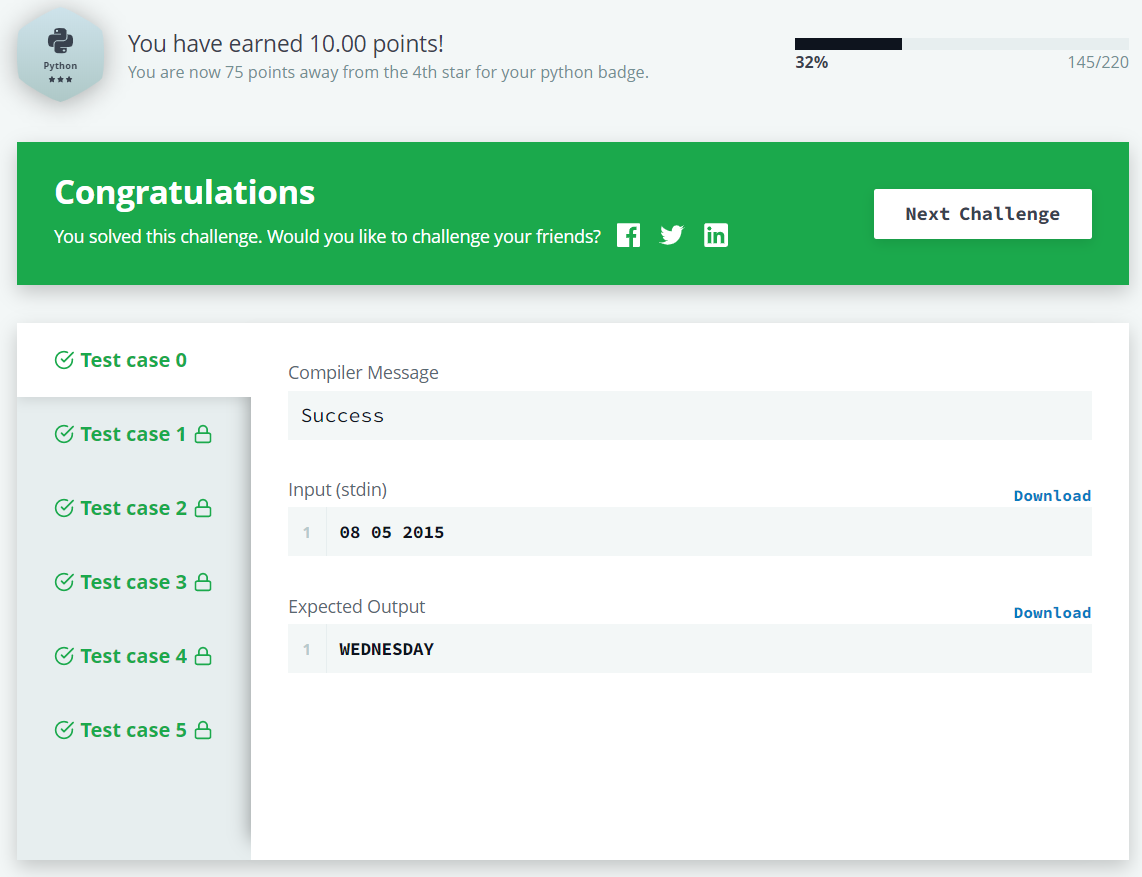 Python
You have earned 10.00 points!
You are now 75 points away from the 4th star for your python badge.
32%
145/220
Congratulations
You solved this challenge. Would you like to challenge your friends?
Next Challenge
Test case 0
Test case 1
Test case 2
Test case 3
Test case 4
Test case 5
Compiler Message
Success
Input (stdin)
Download
1 08 05 2015
Expected Output
Download
1 WEDNESDAY